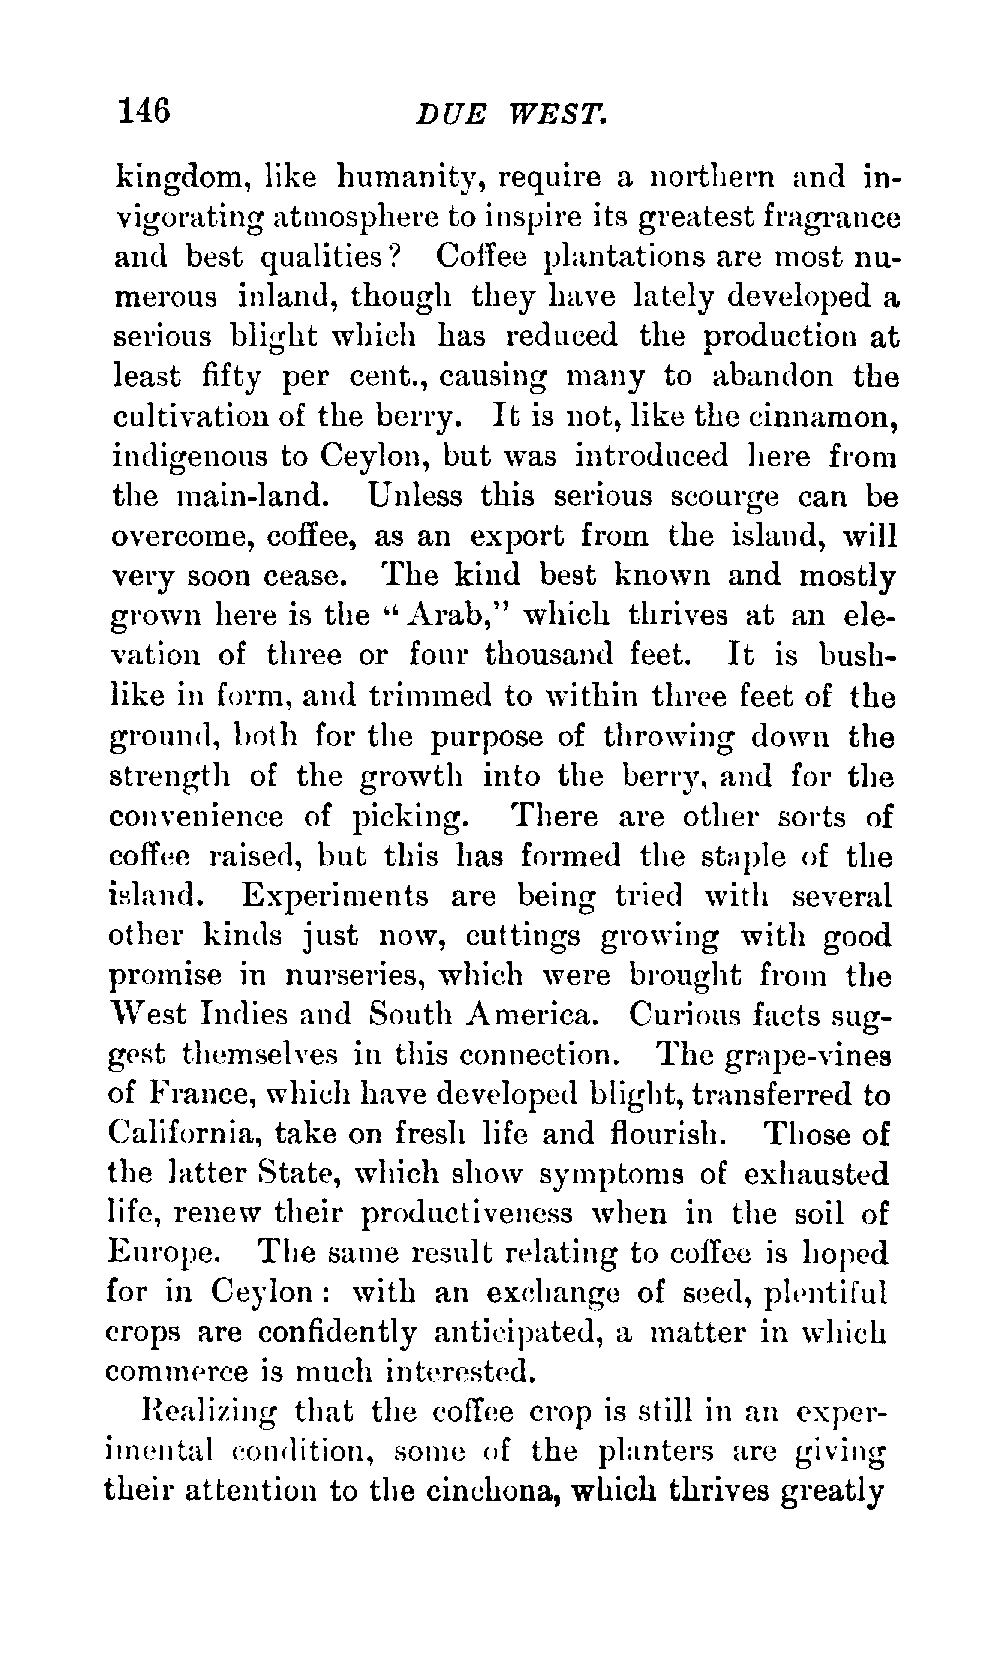 146 DUE WEST.
kingdom, like humanity, require a northern and in-
vigorating atmosphere to inspire its greatest fragrance
and best qualities? Coffee plantations are most nu-
merous inland, though they have lately developed a
serious blight which has reduced the production at
least fifty per cent., causing many to abandon the
cultivation of the berry. It is not, like the cinnamon,
indigenous to Ceylon, but was introduced here from
the main-land. Unless this serious scourge can be
overcome, coffee, as an export from the island, will
very soon cease. The kind best known and mostly
grown here is the “Arab,” which thrives at an ele-
vation of three or four thousand feet. It is bush-
like in form, and trimmed to within three feet of the
ground, both for the purpose of throwing down the
strength of the growth into the berry, and for the
convenience of picking. There are other sorts of
coffee raised, but this has formed the staple of the
island. Experiments are being tried with several
other kinds just now, cuttings growing with good
promise in nurseries, which were brought from the
West Indies and South America. Curious facts sug-
gest themselves in this connection. The grape-vines
of France, which have developed blight, transferred to
California, take on fresh life and flourish. Those of
the latter State, which show symptoms of exhausted
life, renew their productiveness when in the soil of
Europe. The same result relating to coffee is hoped
for in Ceylon: with an exchange of seed, plentiful
crops are confidently anticipated, a matter in which
commerce is much interested.
Realizing that the coffee crop is still in an exper-
imental condition, some of the planters are giving
their attention to the cinchona, which thrives greatly